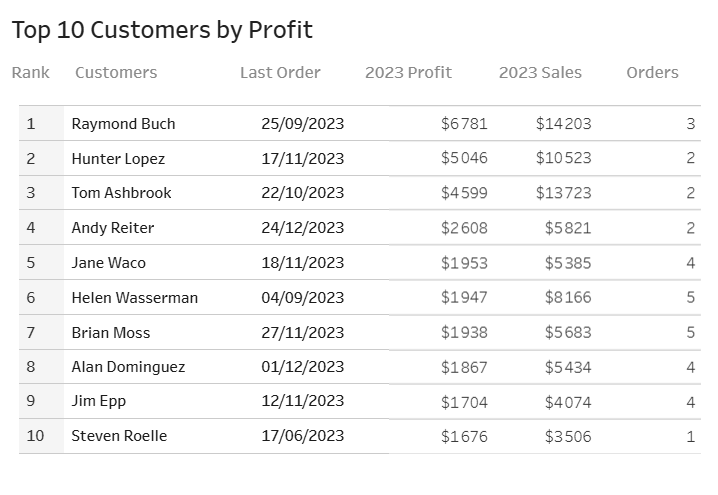 Top 10 Customers by Profit
Rank Customers Last Order 2023 Profit 2023 Sales Orders
1 Raymond Buch 25/09/2023 $6781 $14203 3
2 Hunter Lopez 17/11/2023 $5046 $10523 2
3 Tom Ashbrook 22/10/2023 $4599 $13723 2
4 Andy Reiter 24/12/2023 $2608 $5821 2
5 Jane Waco 18/11/2023 $1953 $5385 4
6 Helen Wasserman 04/09/2023 $1947 $8166 5
7 Brian Moss 27/11/2023 $1938 $5683 5
8 Alan Dominguez 01/12/2023 $1867 $5434 4
9 Jim Epp 12/11/2023 $1704 $4074 4
10 Steven Roelle 17/06/2023 $1676 $3506 1